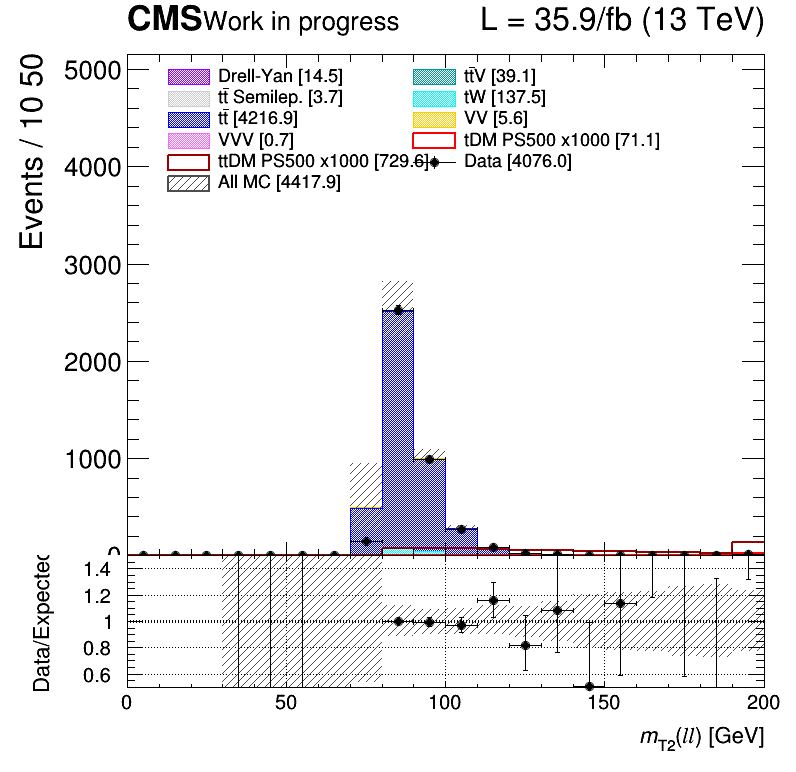 CMS Work in progress L = 35.9/fb (13 TeV)
Events / 10 50
5000
4000
3000
2000
1000
0
Drell-Yan [14.5]
tt̄V [39.1]
tt̄ Semilep. [3.7]
tW [137.5]
tt̄ [4216.9]
VV [5.6]
VVV [0.7]
tDM PS500 x1000 [71.1]
ttDM PS500 x1000 [729.6]
Data [4076.0]
All MC [4417.9]
Data/Expected
1.4
1.2
1
0.8
0.6
0 50 100 150 200
mT2(ll) [GeV]